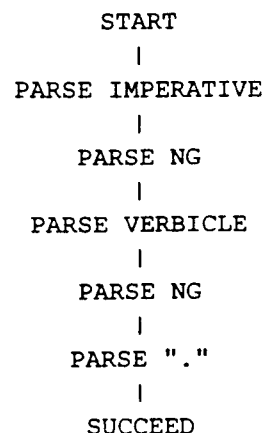 START
|
PARSE IMPERATIVE
|
PARSE NG
|
PARSE VERBICLE
|
PARSE NG
|
PARSE "."
|
SUCCEED